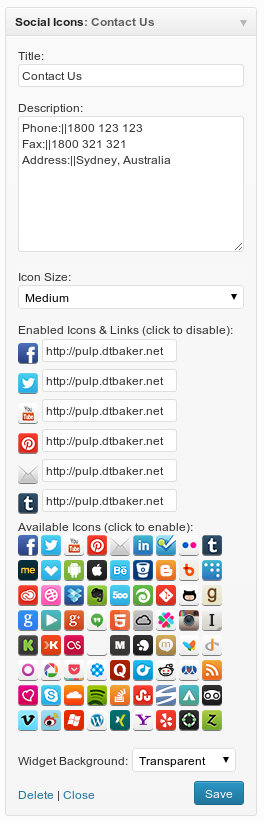 Social Icons: Contact Us
Title:
Contact Us
Description:
Phone:||1800 123 123
Fax:||1800 321 321
Address:||Sydney, Australia
Icon Size:
Medium
Enabled Icons & Links (click to disable):
http://pulp.dtbaker.net
http://pulp.dtbaker.net
You Tube http://pulp.dtbaker.net
http://pulp.dtbaker.net
http://pulp.dtbaker.net
http://pulp.dtbaker.net
Available Icons (click to enable):
Widget Background: Transparent
Delete | Close
Save